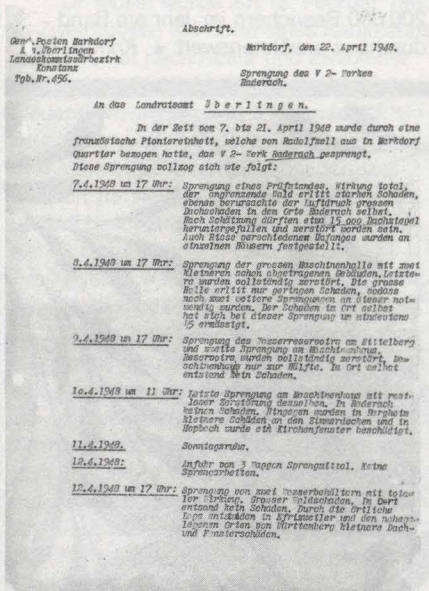 Abschrift.
Gend.Posten Markdorf
A v.Überlingen
Landeskommissarbezirk
Konstanz
Tgb.Nr.456.
Markdorf, den 22. April 1948.
Sprengung des V 2- Werkes
Raderach.
An das Landratsamt Überlingen.
In der Zeit vom 7. bis 21. April 1948 wurde durch eine
französische Pioniereinheit, welche von Radolfzell aus in Markdorf
Quartier bezogen hatte, das V 2- Werk Raderach gesprengt.
Diese Sprengung vollzog sich wie folgt:
7.4.1948 um 17 Uhr: Sprengung eines Prüfstandes. Wirkung total,
der angrenzende Wald erlitt starken Schaden,
ebenso verursachte der Luftdruck grossen
Dachschaden in dem Orte Raderach selbst.
Nach Schätzung dürften etwa 15 000 Dachziegel
heruntergefallen und zerstört worden sein.
Auch Risse verschiedenen Umfanges wurden an
einzelnen Häusern festgestellt.
8.4.1948 um 17 Uhr: Sprengung der grossen Maschinenhalle mit zwei
kleineren schon abgetragenen Gebäuden. Letzte-
re wurden vollständig zerstört. Die grosse
Halle erlitt nur geringen Schaden, sodass
noch zwei weitere Sprengungen an dieser not-
wendig wurden. Der Schaden im Ort selbst
hat sich bei dieser Sprengung um mindestens
ermässigt.
9.4.1948 um 17 Uhr: Sprengung des Wasserreservoirs am Gittelberg
und zweite Sprengung am Maschinenhaus.
Reservoirs wurden vollständig zerstört, Ma-
schinenhaus nur zur Hälfte. Im Ort selbst
entstand kein Schaden.
10.4.1948 um 11 Uhr: Letzte Sprengung am Maschinenhaus mit rest-
loser Zerstörung desselben. In Raderach
keinen Schaden. Hingegen wurden in Bergheim
kleinere Schäden an den Zimmerdecken und in
Hepbach wurde ein Kirchenfenster beschädigt.
11.4.1948. Sonntagsruhe.
12.4.1948: Anfuhr von 3 Waggon Sprengmittel. Keine
Sprengarbeiten.
12.4.1948 um 17 Uhr: Sprengung von zwei Wasserbehältern mit tota-
ler Wirkung. Grosser Waldschaden. Im Dort
entsand kein Schaden. Durch die örtliche
Lage entstanden in Efrizweiler und den nahege-
legenen Orten von Württemberg kleinere Dach-
und Fensterschäden.